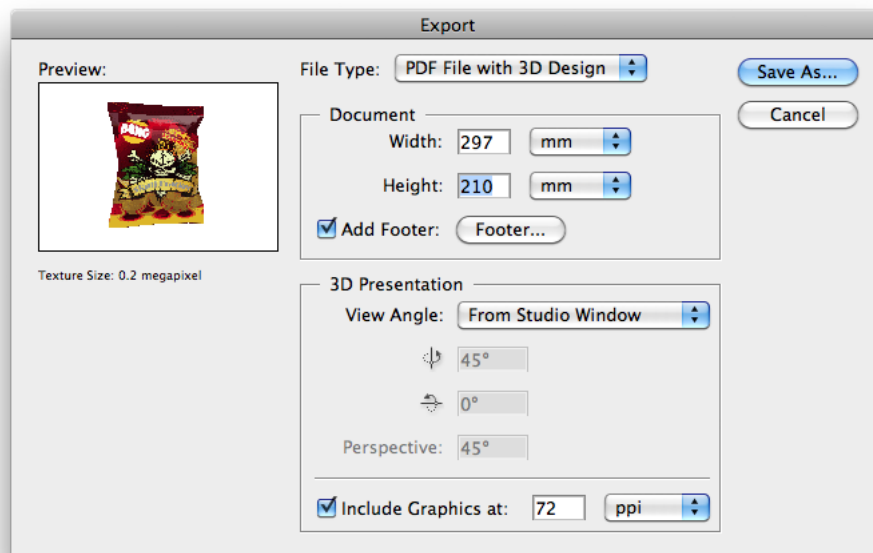 Export
Preview:
BANG
Texture Size: 0.2 megapixel
File Type: PDF File with 3D Design
Save As...
Cancel
Document
Width: 297 mm
Height: 210 mm
Add Footer: Footer...
3D Presentation
View Angle: From Studio Window
45°
0°
Perspective: 45°
Include Graphics at: 72 ppi